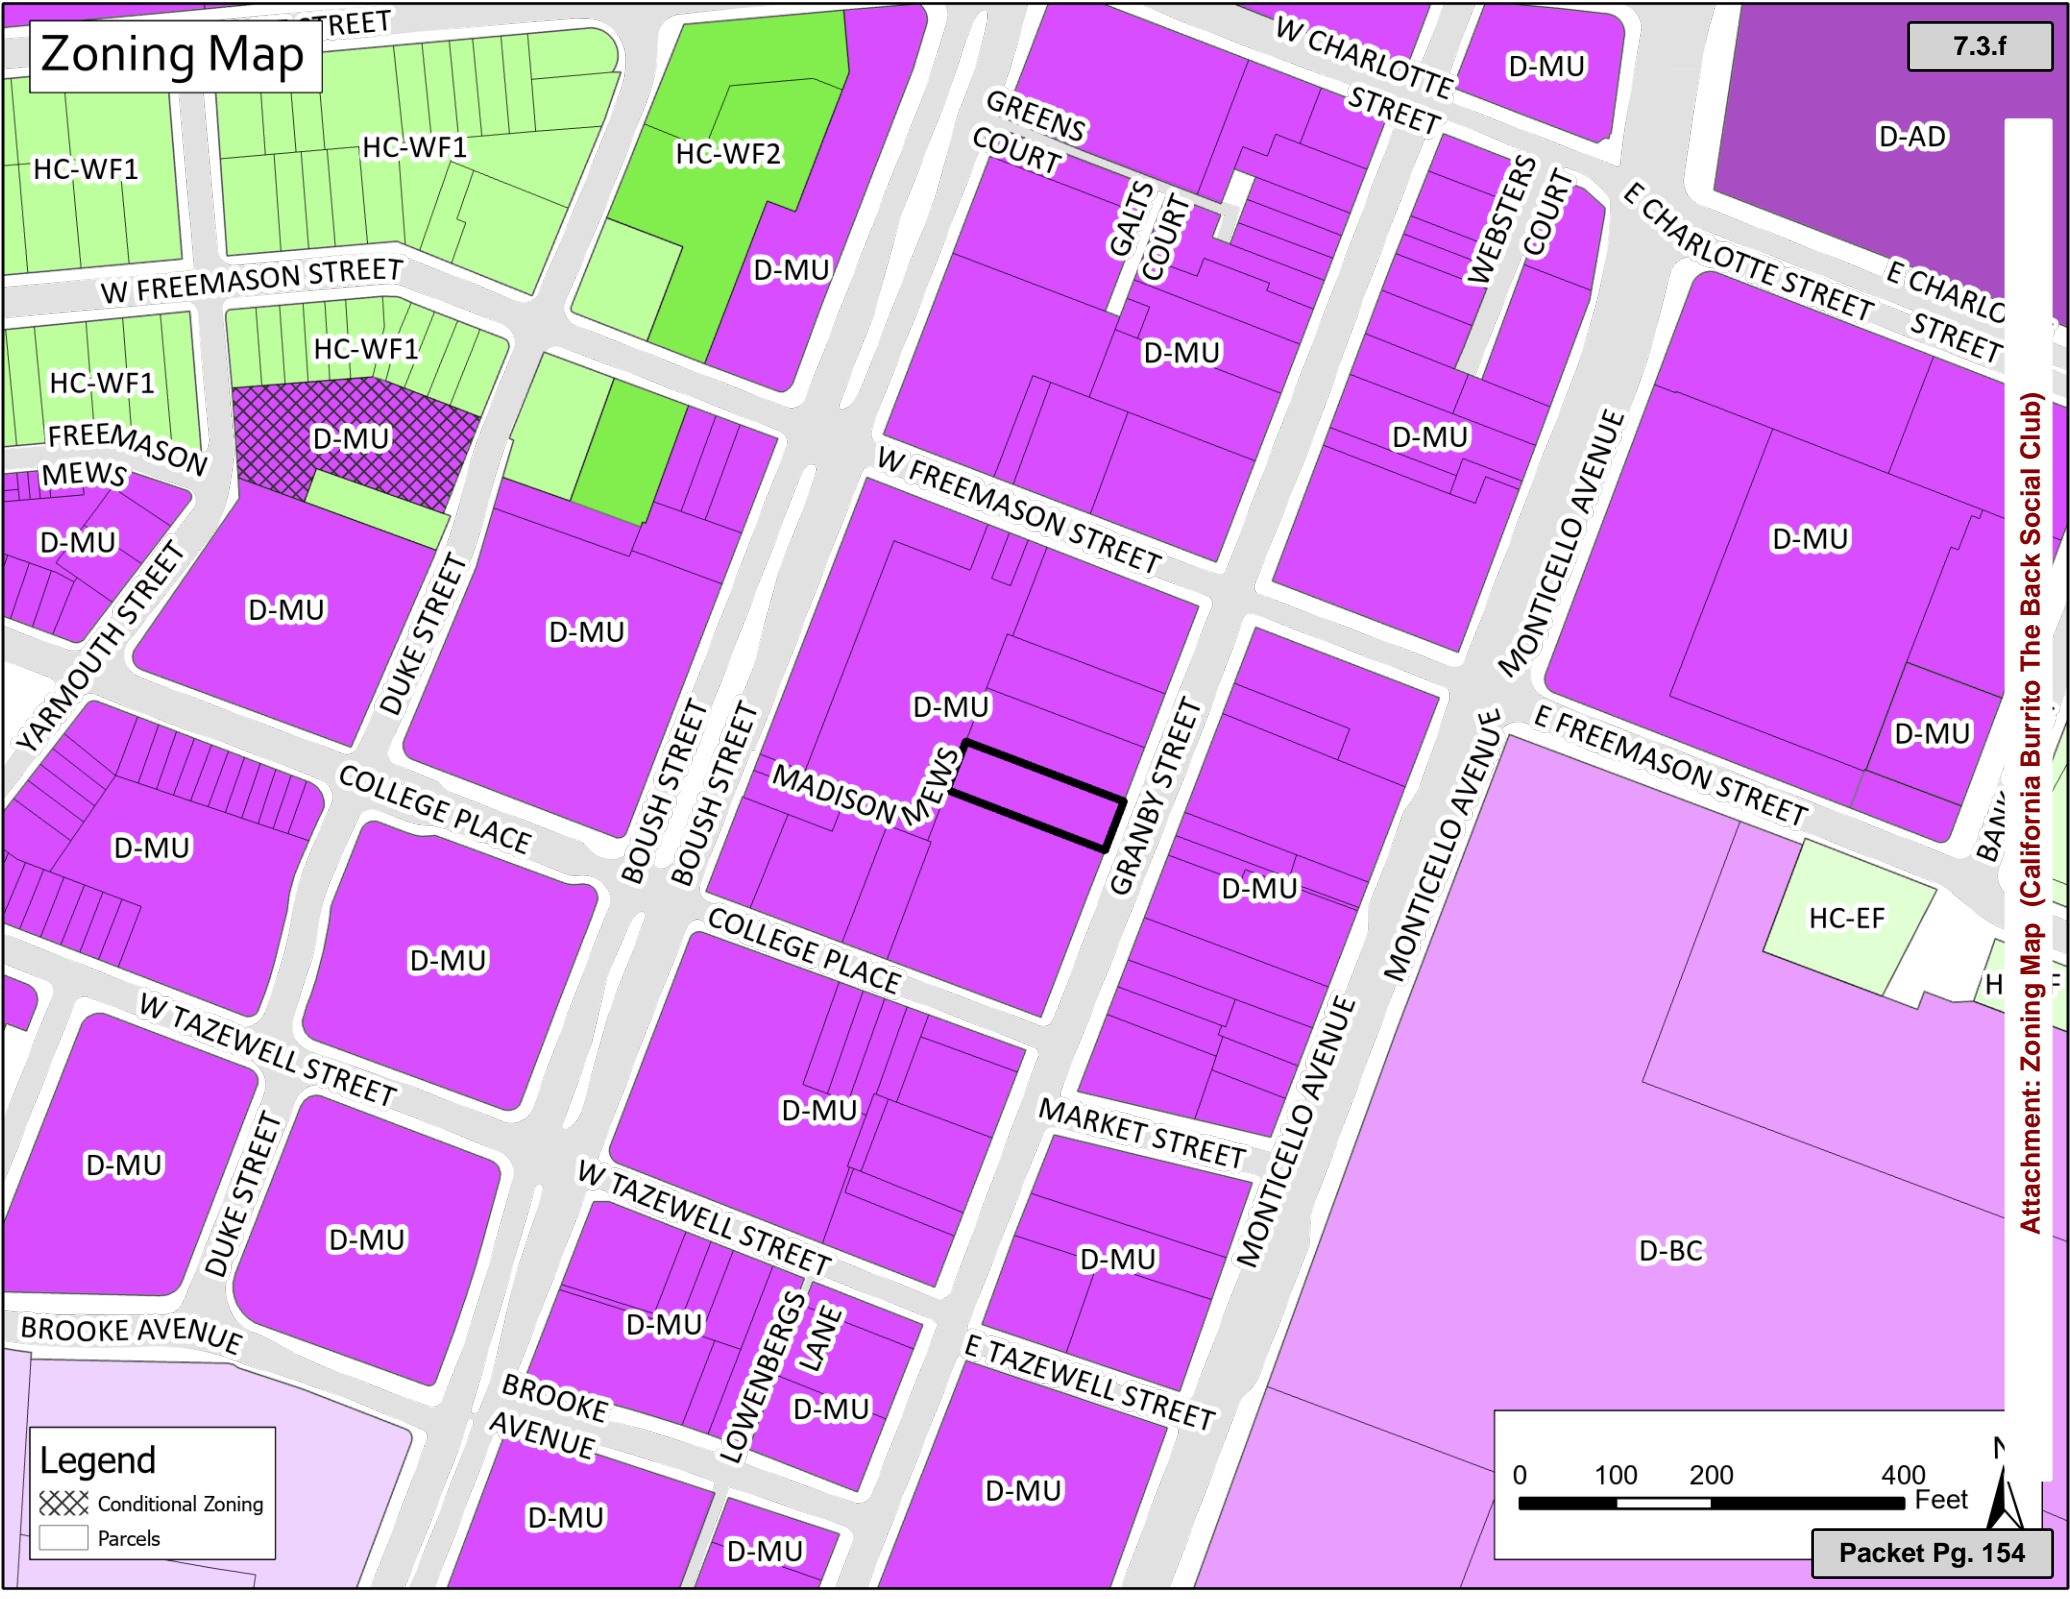 Zoning Map
STREET
7.3.f
W CHARLOTTE
STREET
D-MU
D-AD
HC-WF1
HC-WF1
HC-WF2
GREENS
COURT
GALTS
COURT
WEBSTERS
COURT
E CHARLOTTE STREET
STREET
D-MU
W FREEMASON STREET
HC-WF1
HC-WF1
D-MU
D-MU
D-MU
FREEMASON
MEWS
D-MU
W FREEMASON STREET
MONTICELLO AVENUE
D-MU
D-MU
YARMOUTH STREET
D-MU
DUKE STREET
D-MU
BOUSH STREET
BOUSH STREET
D-MU
MADISON MEWS
GRANBY STREET
MONTICELLO AVENUE
E FREEMASON STREET
D-MU
COLLEGE PLACE
D-MU
D-MU
HC-EF
D-MU
COLLEGE PLACE
W TAZEWELL STREET
D-MU
MARKET STREET
MONTICELLO AVENUE
D-MU
DUKE STREET
D-MU
W TAZEWELL STREET
D-MU
D-BC
BROOKE AVENUE
D-MU
LOWENBERGS
LANE
D-MU
E TAZEWELL STREET
BROOKE
AVENUE
D-MU
D-MU
D-MU
Legend
Conditional Zoning
Parcels
0 100 200 400
Feet
N
Attachment: Zoning Map (California Burrito The Back Social Club)
Packet Pg. 154